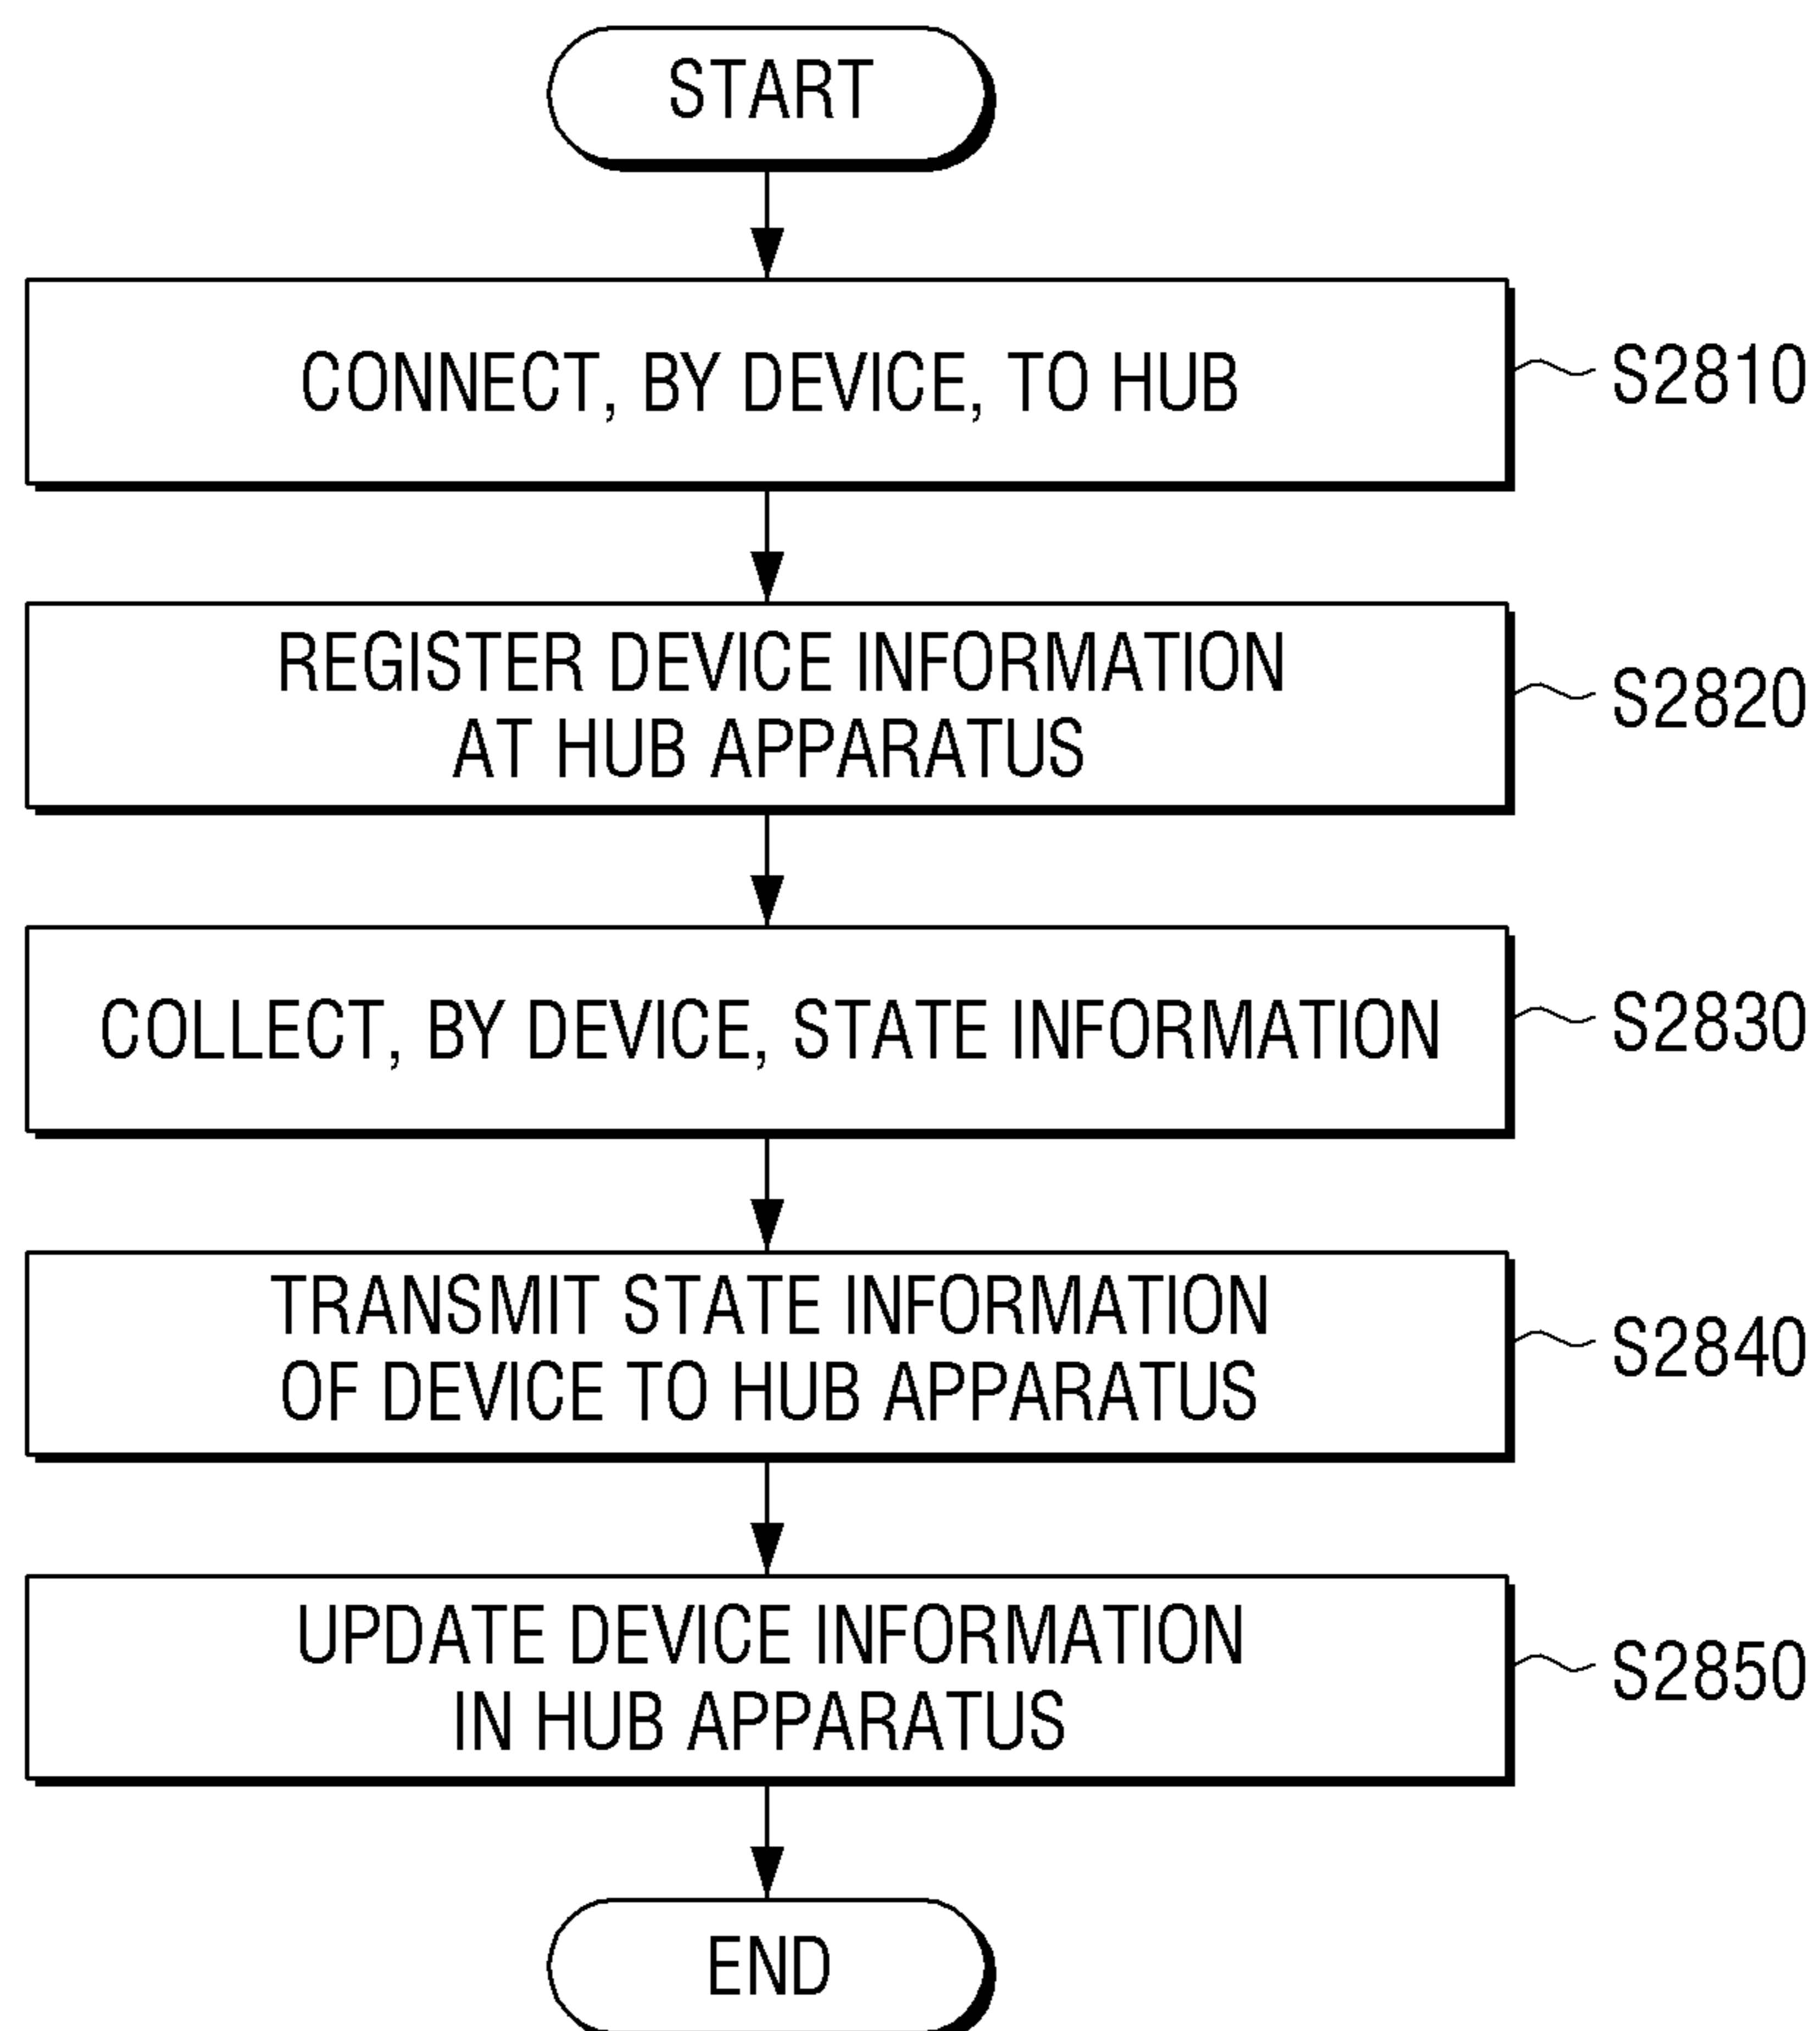 START
CONNECT, BY DEVICE, TO HUB
S2810
REGISTER DEVICE INFORMATION
AT HUB APPARATUS
S2820
COLLECT, BY DEVICE, STATE INFORMATION
S2830
TRANSMIT STATE INFORMATION
OF DEVICE TO HUB APPARATUS
S2840
UPDATE DEVICE INFORMATION
IN HUB APPARATUS
S2850
END